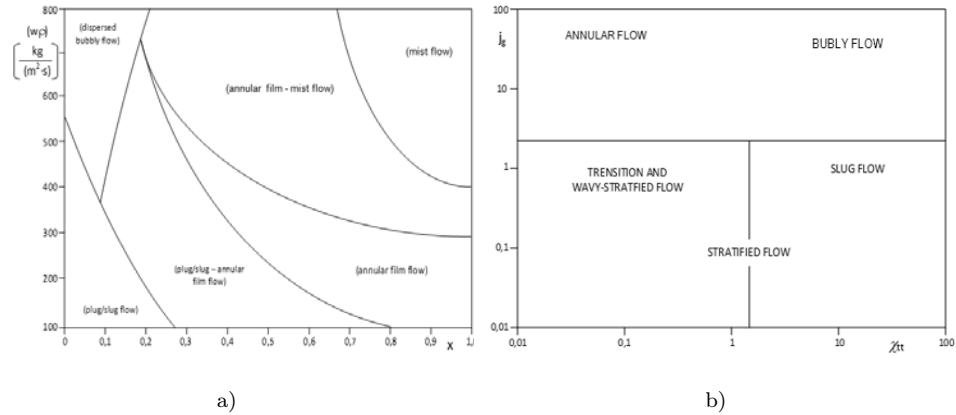 800
(wρ)
[kg/(m²·s)]
600
500
400
300
200
100
0
0,1
0,2
0,3
0,4
0,5
0,6
0,7
0,8
0,9
1,0
x
(dispersed
bubbly flow)
(mist flow)
(annular film - mist flow)
(plug/slug – annular
film flow)
(annular film flow)
(plug/slug flow)
a)
100
jg
10
1
0,1
0,01
0,01
0,1
1
10
100
χtt
ANNULAR FLOW
BUBLY FLOW
TRENSITION AND
WAVY-STRATFIED FLOW
SLUG FLOW
STRATIFIED FLOW
b)